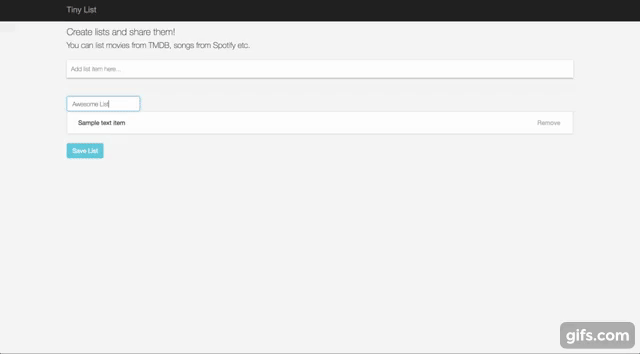 Tiny List
Create lists and share them!
You can list movies from TMDB, songs from Spotify etc.
Add list item here...
Awesome List
Sample text item Remove
Save List
gifs.com